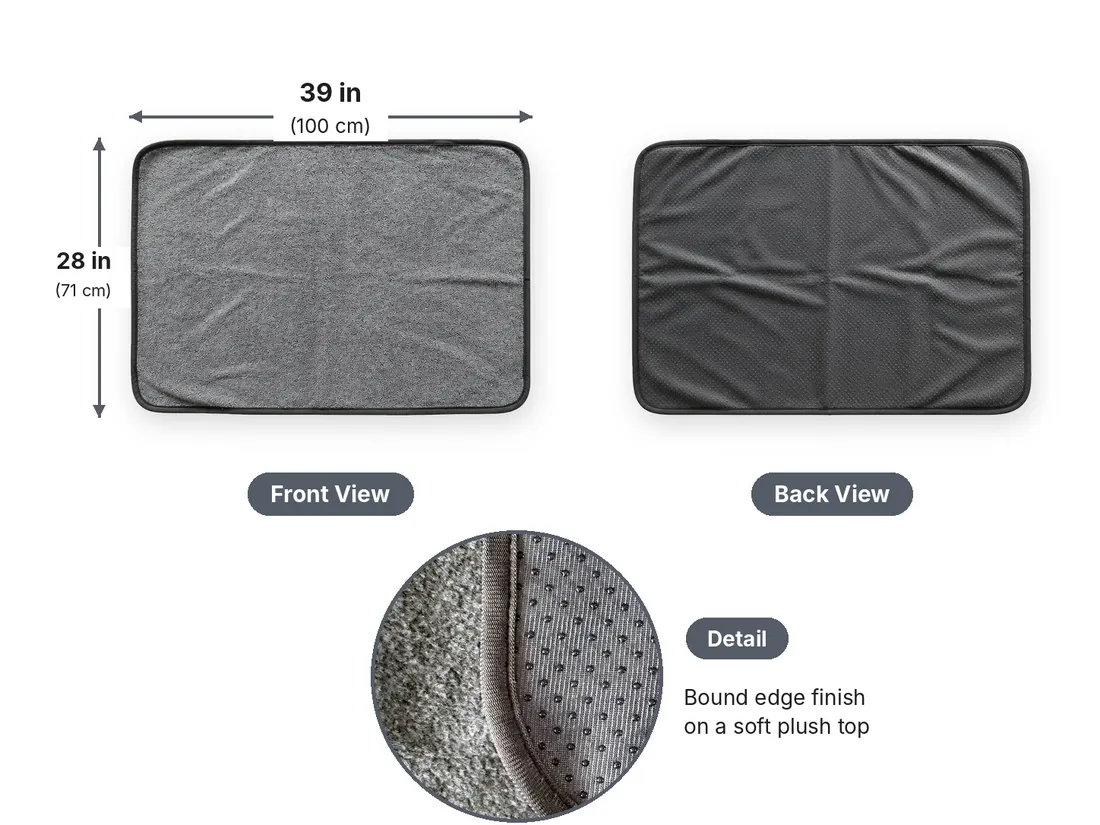 39 in
(100 cm)
28 in
(71 cm)
Front View
Back View
Detail
Bound edge finish
on a soft plush top